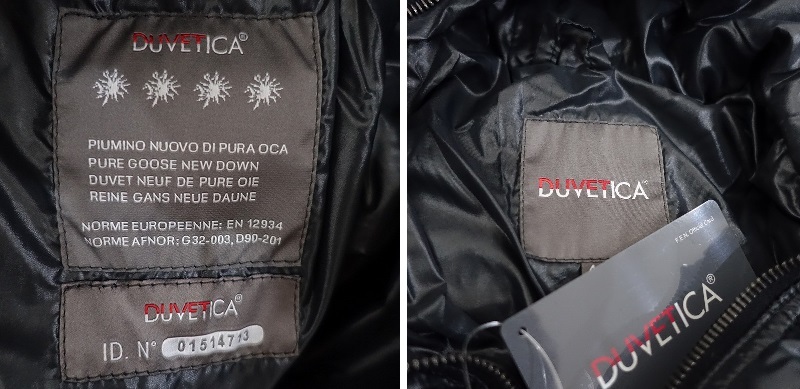 DUVETICA®
PIUMINO NUOVO DI PURA OCA
PURE GOOSE NEW DOWN
DUVET NEUF DE PURE OIE
REINE GANS NEUE DAUNE
NORME EUROPEENNE: EN 12934
NORME AFNOR: G32-003, D90-201
DUVETICA®
ID. N° 01514713
DUVETICA
DUVETICA®